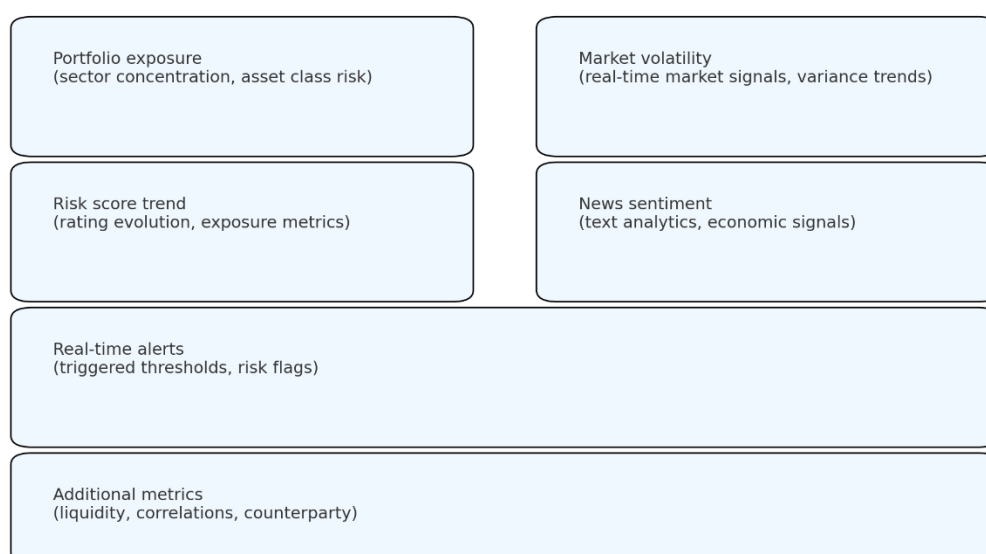 Portfolio exposure
(sector concentration, asset class risk)
Market volatility
(real-time market signals, variance trends)
Risk score trend
(rating evolution, exposure metrics)
News sentiment
(text analytics, economic signals)
Real-time alerts
(triggered thresholds, risk flags)
Additional metrics
(liquidity, correlations, counterparty)